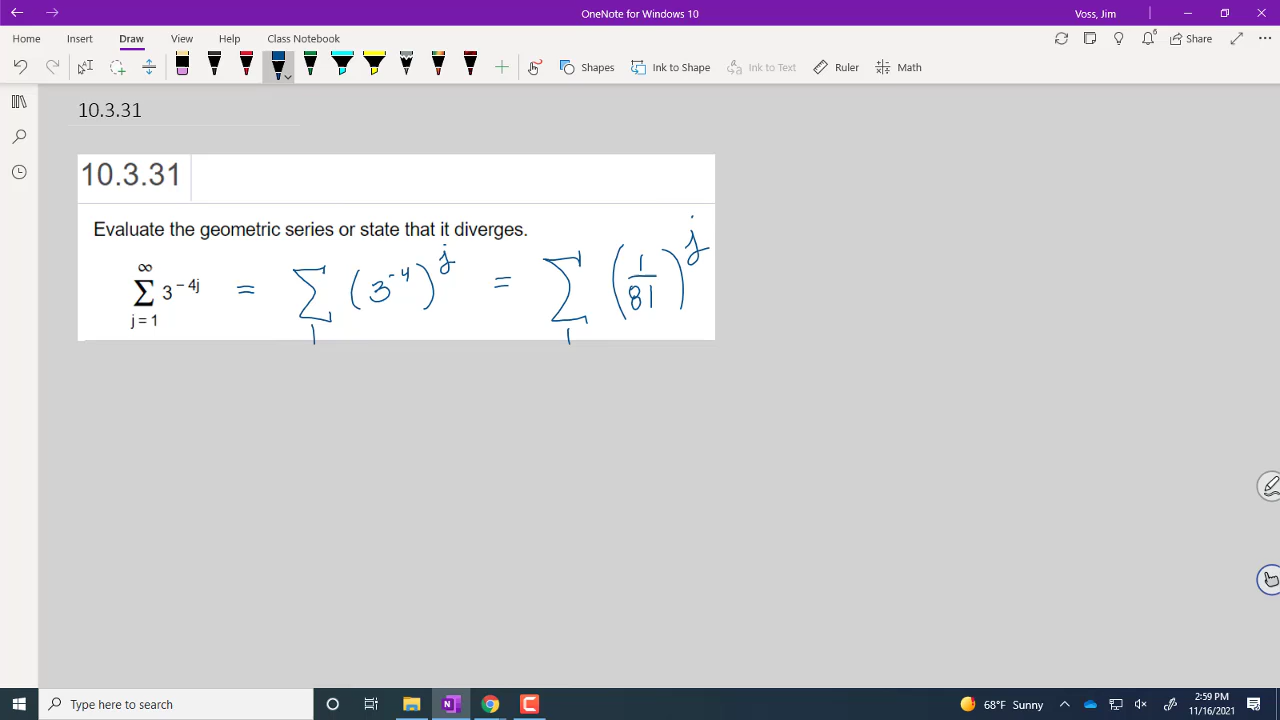 OneNote for Windows 10
Voss, Jim
Home Insert Draw View Help Class Notebook
Share
Shapes Ink to Shape Ink to Text Ruler Math
10.3.31
10.3.31
Evaluate the geometric series or state that it diverges.
∞ Σ j = 1 3^(−4j) = Σ 1 (3^-4)^j = Σ 1 (1/81)^j
Type here to search
68°F Sunny
2:59 PM
11/16/2021
6